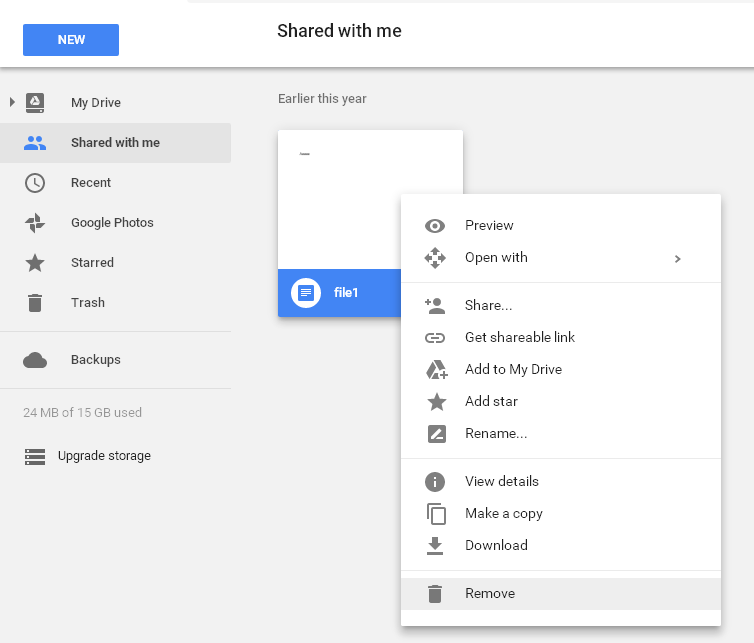 NEW
Shared with me
My Drive
Shared with me
Recent
Google Photos
Starred
Trash
Backups
24 MB of 15 GB used
Upgrade storage
Earlier this year
file1
Preview
Open with
Share...
Get shareable link
Add to My Drive
Add star
Rename...
View details
Make a copy
Download
Remove